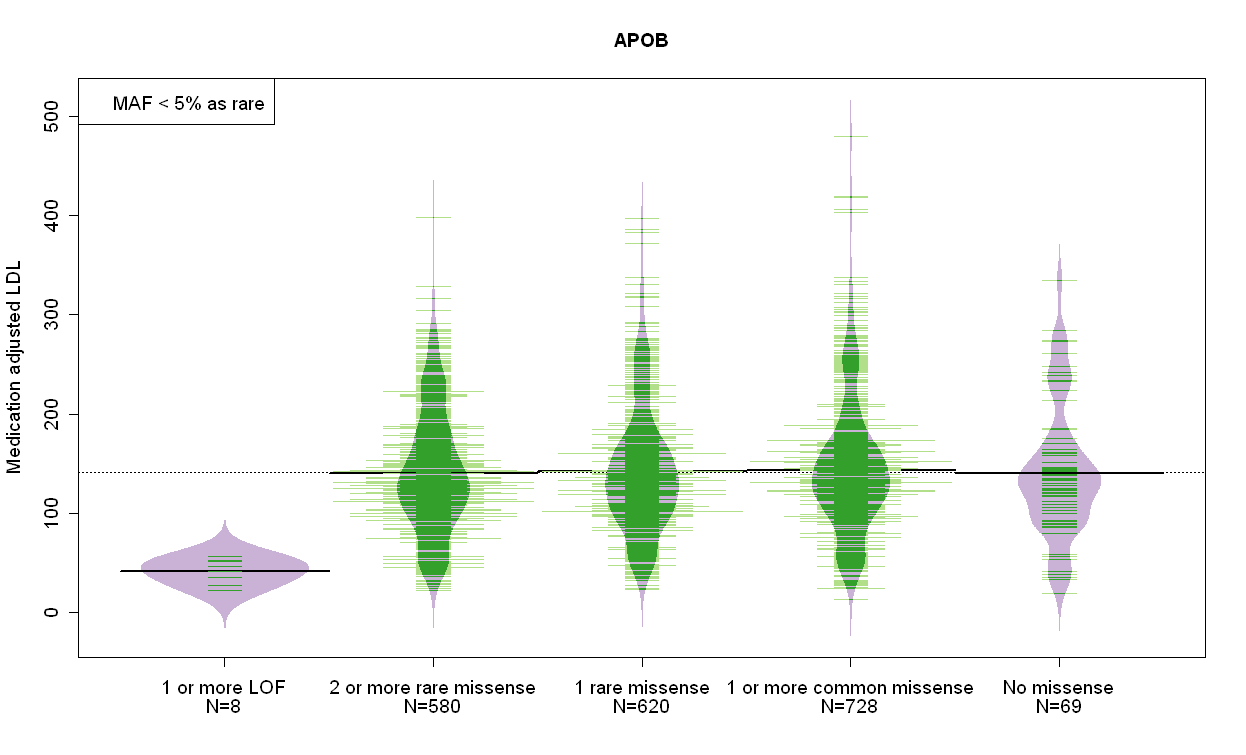 APOB
MAF < 5% as rare
Medication adjusted LDL
500
400
300
200
100
0
1 or more LOF
N=8
2 or more rare missense
N=580
1 rare missense
N=620
1 or more common missense
N=728
No missense
N=69